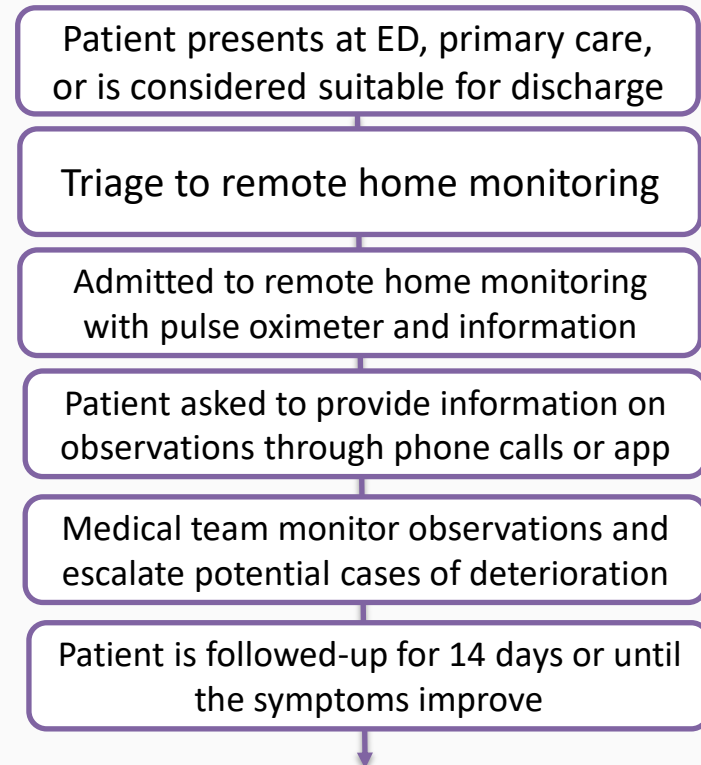 Patient presents at ED, primary care,
or is considered suitable for discharge
Triage to remote home monitoring
Admitted to remote home monitoring
with pulse oximeter and information
Patient asked to provide information on
observations through phone calls or app
Medical team monitor observations and
escalate potential cases of deterioration
Patient is followed-up for 14 days or until
the symptoms improve